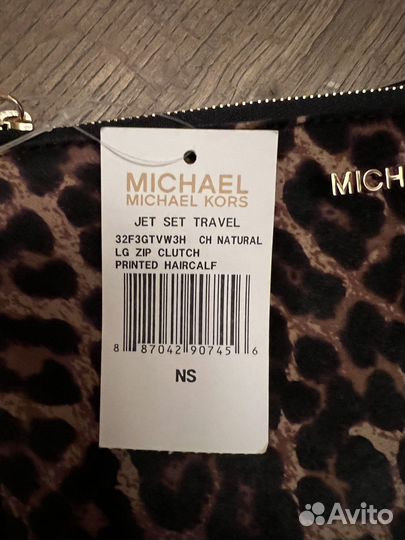 MICHAEL
MICHAEL KORS
JET SET TRAVEL
32F3GTVW3H CH NATURAL
LG ZIP CLUTCH
PRINTED HAIRCALF
8 87042 90745 6
NS
MICH
Avito